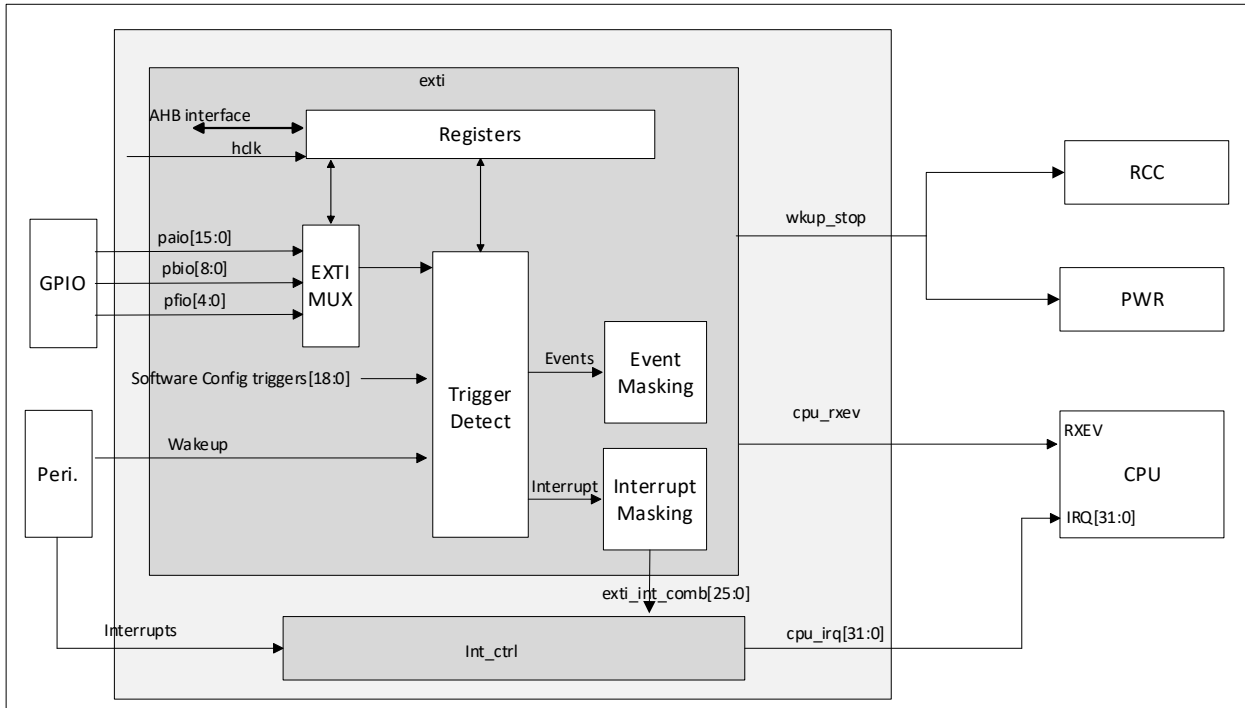 exti
AHB interface
Registers
hclk
RCC
wkup_stop
paio[15:0]
pbio[8:0]
pfio[4:0]
GPIO
EXTI
MUX
PWR
Events
Event
Masking
Software Config triggers[18:0]
Trigger
Detect
cpu_rxev
RXEV
Wakeup
Peri.
CPU
Interrupt
Interrupt
Masking
IRQ[31:0]
exti_int_comb[25:0]
Interrupts
Int_ctrl
cpu_irq[31:0]